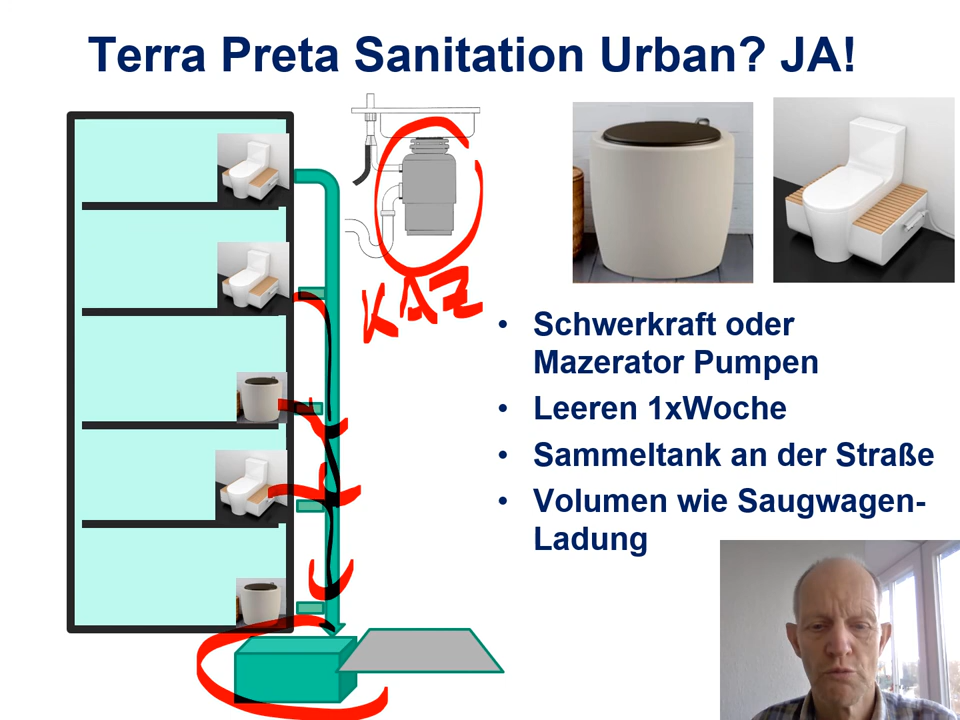 Terra Preta Sanitation Urban? JA!
KAZ
• Schwerkraft oder
Mazerator Pumpen
• Leeren 1xWoche
• Sammeltank an der Straße
• Volumen wie Saugwagen-
Ladung